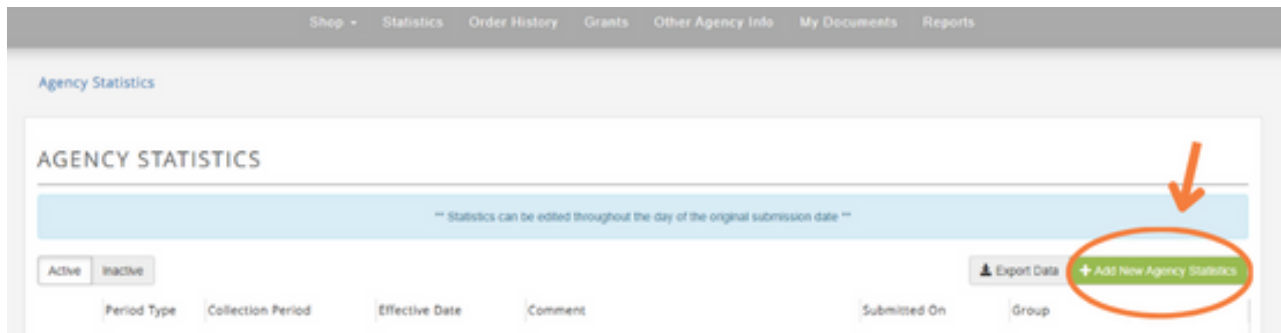 Shop Statistics Order History Grants Other Agency Info My Documents Reports
Agency Statistics
AGENCY STATISTICS
** Statistics can be edited throughout the day of the original submission date **
Active Inactive Export Data + Add New Agency Statistics
Period Type Collection Period Effective Date Comment Submitted On Group